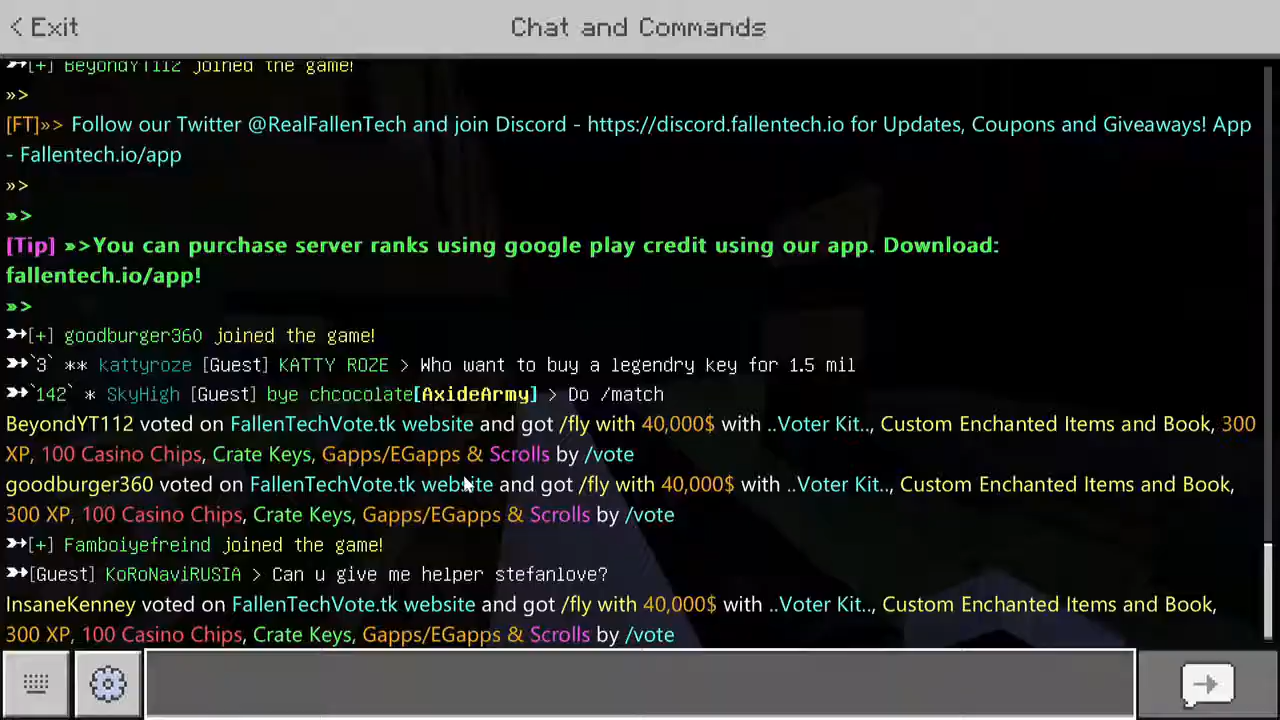 < Exit
Chat and Commands
➳[+] BeyondYT112 joined the game!
»>
[FT]»> Follow our Twitter @RealFallenTech and join Discord - https://discord.fallentech.io for Updates, Coupons and Giveaways! App
- Fallentech.io/app
»>
»>
[Tip] »>You can purchase server ranks using google play credit using our app. Download:
fallentech.io/app!
»>
➳[+] goodburger360 joined the game!
➳`3` ** kattyroze [Guest] KATTY ROZE > Who want to buy a legendry key for 1.5 mil
➳`142` * SkyHigh [Guest] bye chcocolate[AxideArmy] > Do /match
BeyondYT112 voted on FallenTechVote.tk website and got /fly with 40,000$ with ..Voter Kit.., Custom Enchanted Items and Book, 300
XP, 100 Casino Chips, Crate Keys, Gapps/EGapps & Scrolls by /vote
goodburger360 voted on FallenTechVote.tk website and got /fly with 40,000$ with ..Voter Kit.., Custom Enchanted Items and Book,
300 XP, 100 Casino Chips, Crate Keys, Gapps/EGapps & Scrolls by /vote
➳[+] Famboiyefreind joined the game!
➳[Guest] KoRoNaviRUSIA > Can u give me helper stefanlove?
InsaneKenney voted on FallenTechVote.tk website and got /fly with 40,000$ with ..Voter Kit.., Custom Enchanted Items and Book,
300 XP, 100 Casino Chips, Crate Keys, Gapps/EGapps & Scrolls by /vote